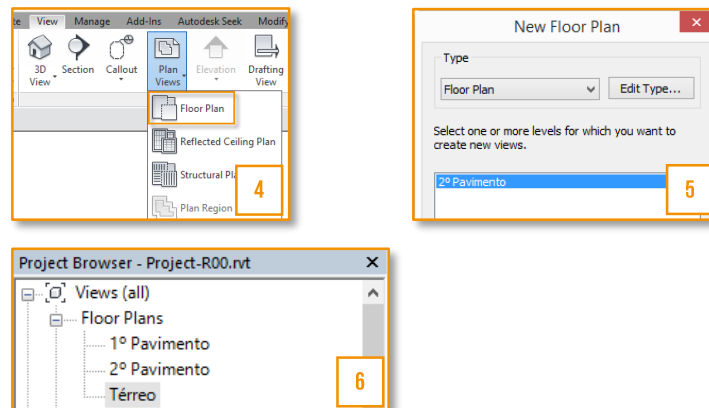 te View Manage Add-Ins Autodesk Seek Modify
3D View Section Callout Plan Views Elevation Drafting View
Floor Plan
Reflected Ceiling Plan
Structural Pla
Plan Region
4
New Floor Plan
Type
Floor Plan Edit Type...
Select one or more levels for which you want to
create new views.
2º Pavimento
5
Project Browser - Project-R00.rvt
Views (all)
Floor Plans
1º Pavimento
2º Pavimento
Térreo
6